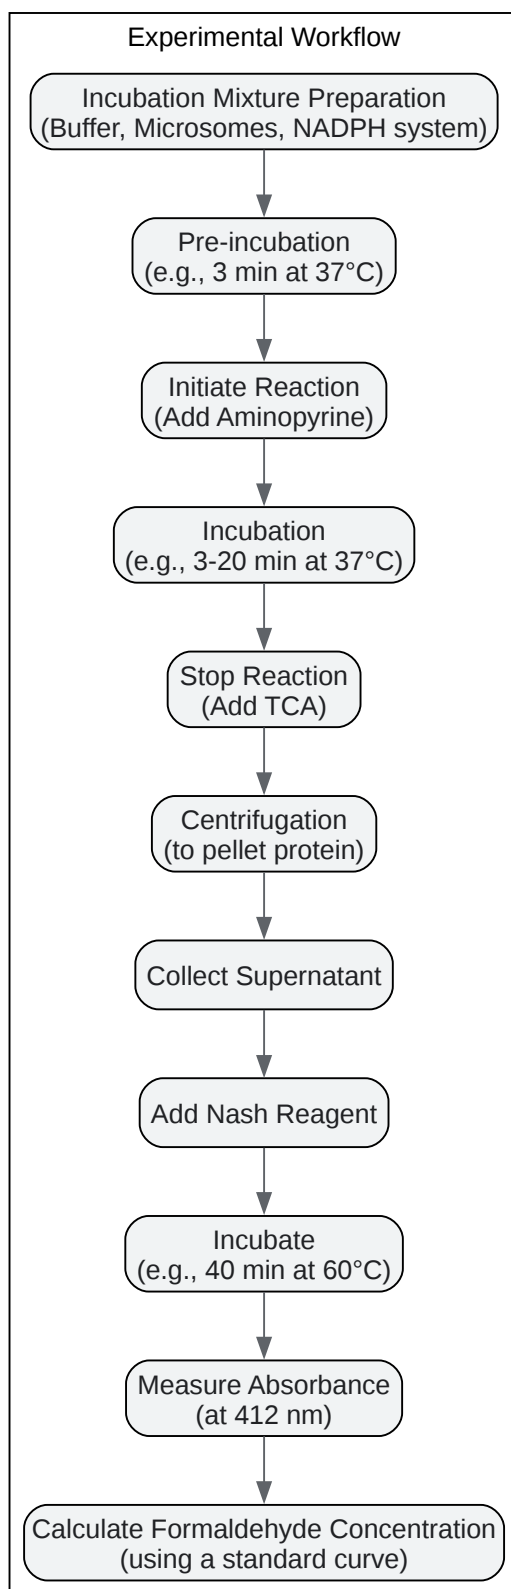 Experimental Workflow
Incubation Mixture Preparation
(Buffer, Microsomes, NADPH system)
Pre-incubation
(e.g., 3 min at 37°C)
Initiate Reaction
(Add Aminopyrine)
Incubation
(e.g., 3-20 min at 37°C)
Stop Reaction
(Add TCA)
Centrifugation
(to pellet protein)
Collect Supernatant
Add Nash Reagent
Incubate
(e.g., 40 min at 60°C)
Measure Absorbance
(at 412 nm)
Calculate Formaldehyde Concentration
(using a standard curve)